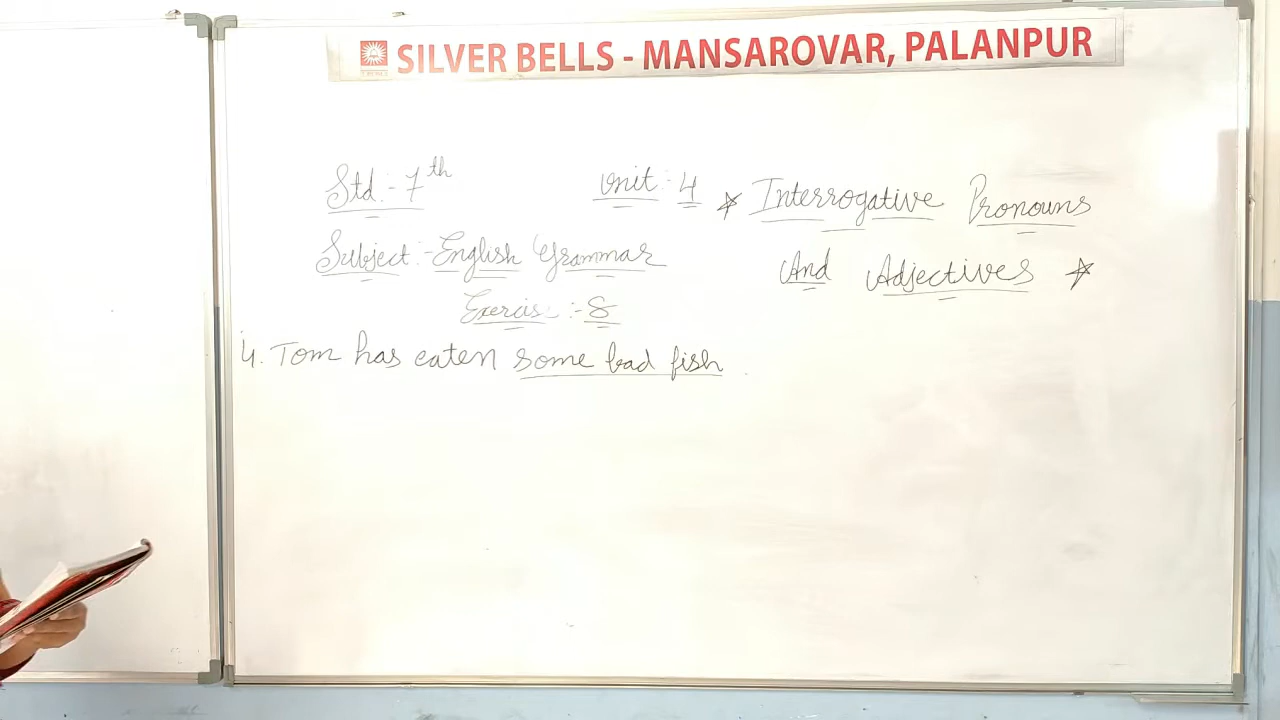 SILVER BELLS - MANSAROVAR, PALANPUR
Std :- 7th
Unit :- 4
* Interrogative Pronouns
And Adjectives *
Subject :- English Grammar
Exercise :- 8
4. Tom has eaten some bad fish.